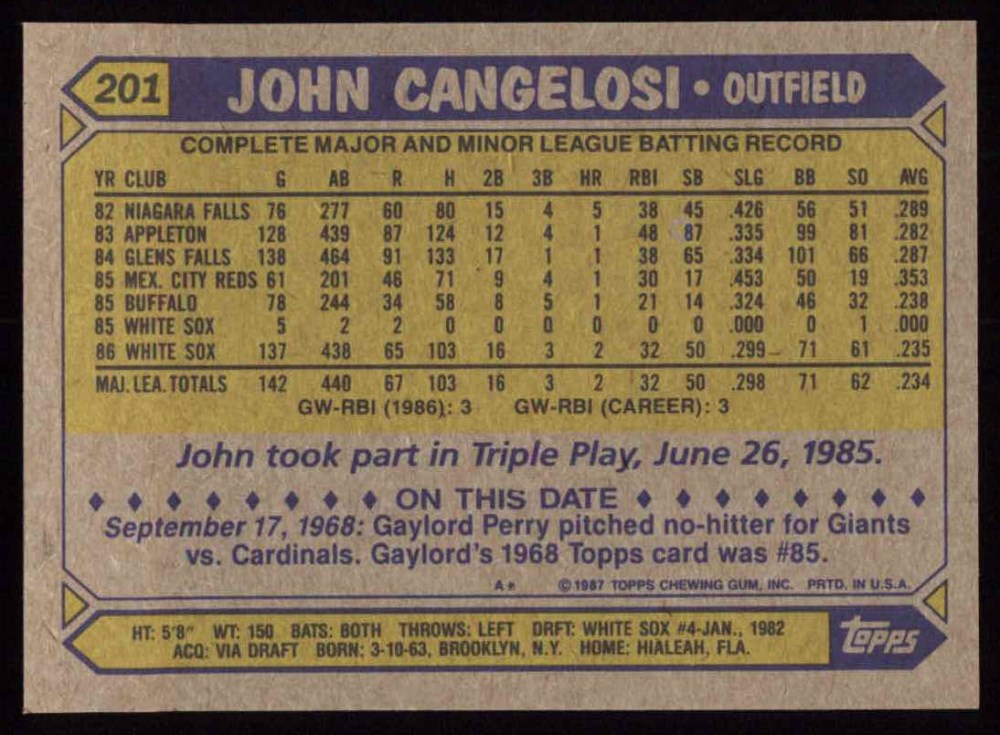 201 JOHN CANGELOSI • OUTFIELD
COMPLETE MAJOR AND MINOR LEAGUE BATTING RECORD
YR CLUB G AB R H 2B 3B HR RBI SB SLG BB SO AVG
82 NIAGARA FALLS 76 277 60 80 15 4 5 38 45 .426 56 51 .289
83 APPLETON 128 439 87 124 12 4 1 48 87 .335 99 81 .282
84 GLENS FALLS 138 464 91 133 17 1 1 38 65 .334 101 66 .287
85 MEX. CITY REDS 61 201 46 71 9 4 1 30 17 .453 50 19 .353
85 BUFFALO 78 244 34 58 8 5 1 21 14 .324 46 32 .238
85 WHITE SOX 5 2 2 0 0 0 0 0 0 .000 0 1 .000
86 WHITE SOX 137 438 65 103 16 3 2 32 50 .299 71 61 .235
MAJ. LEA. TOTALS 142 440 67 103 16 3 2 32 50 .298 71 62 .234
GW-RBI (1986): 3 GW-RBI (CAREER): 3
John took part in Triple Play, June 26, 1985.
♦ ♦ ♦ ♦ ♦ ♦ ♦ ♦ ON THIS DATE ♦ ♦ ♦ ♦ ♦ ♦ ♦ ♦
September 17, 1968: Gaylord Perry pitched no-hitter for Giants
vs. Cardinals. Gaylord's 1968 Topps card was #85.
A* © 1987 TOPPS CHEWING GUM, INC. PRTD. IN U.S.A.
HT: 5'8" WT: 150 BATS: BOTH THROWS: LEFT DRFT: WHITE SOX #4-JAN., 1982
ACQ: VIA DRAFT BORN: 3-10-63, BROOKLYN, N.Y. HOME: HIALEAH, FLA.
topps